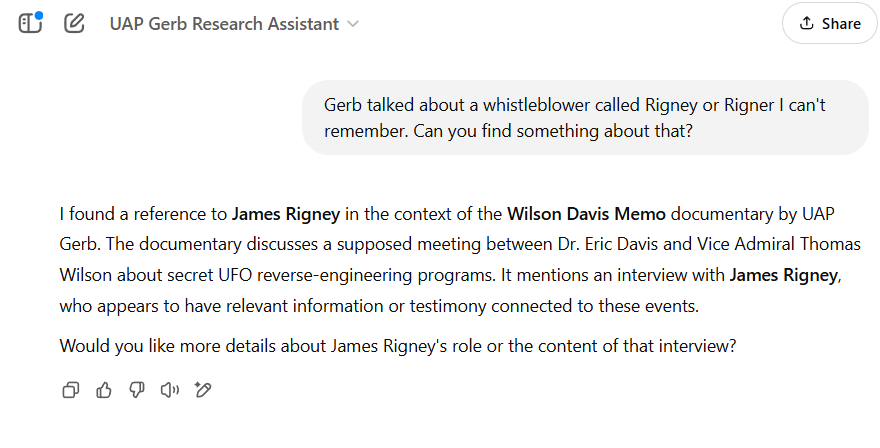 UAP Gerb Research Assistant
Share
Gerb talked about a whistleblower called Rigney or Rigner I can't
remember. Can you find something about that?
I found a reference to James Rigney in the context of the Wilson Davis Memo documentary by UAP
Gerb. The documentary discusses a supposed meeting between Dr. Eric Davis and Vice Admiral Thomas
Wilson about secret UFO reverse-engineering programs. It mentions an interview with James Rigney,
who appears to have relevant information or testimony connected to these events.
Would you like more details about James Rigney's role or the content of that interview?